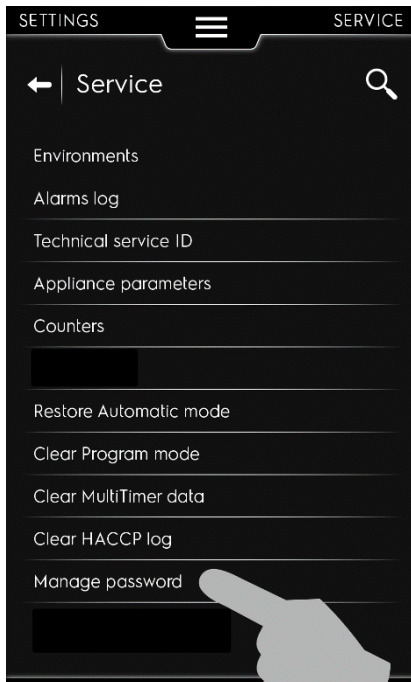 SETTINGS SERVICE
Service
Environments
Alarms log
Technical service ID
Appliance parameters
Counters
Restore Automatic mode
Clear Program mode
Clear MultiTimer data
Clear HACCP log
Manage password